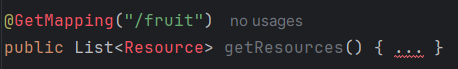 @GetMapping("/fruit") no usages
public List<Resource> getResources() { ... }